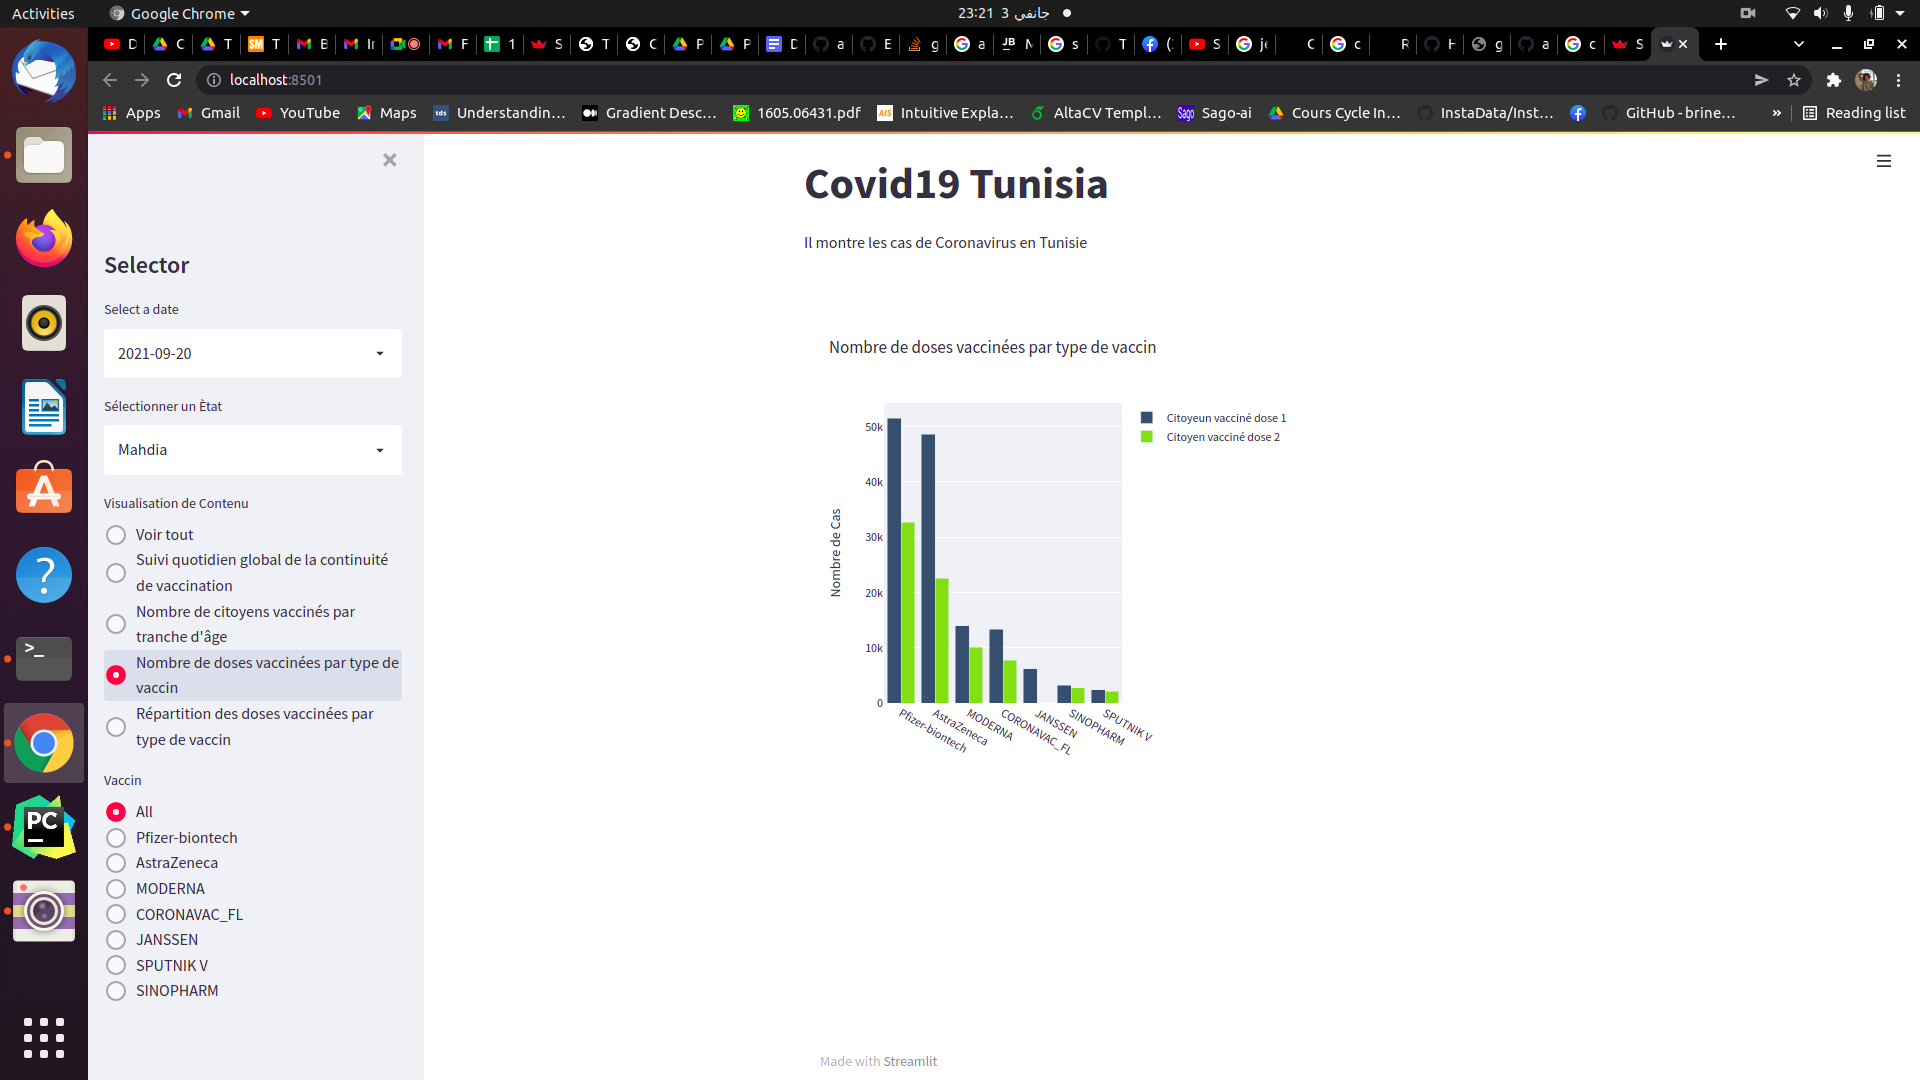 Activities
Google Chrome
23:21 3 جانفي
D
C
T
T
B
I
F
1
S
T
C
P
P
D
a
E
g
a
N
s
T
(
S
je
C
c
R
H
g
a
c
S
localhost:8501
Apps
Gmail
YouTube
Maps
tds
Understandin…
Gradient Desc…
1605.06431.pdf
AIS
Intuitive Expla…
AltaCV Templ…
Sago
Sago-ai
Cours Cycle In…
InstaData/Inst…
GitHub - brine…
»
Reading list
Selector
Select a date
2021-09-20
Sélectionner un Ètat
Mahdia
Visualisation de Contenu
Voir tout
Suivi quotidien global de la continuité
de vaccination
Nombre de citoyens vaccinés par
tranche d'âge
Nombre de doses vaccinées par type de
vaccin
Répartition des doses vaccinées par
type de vaccin
Vaccin
All
Pfizer-biontech
AstraZeneca
MODERNA
CORONAVAC_FL
JANSSEN
SPUTNIK V
SINOPHARM
Covid19 Tunisia
Il montre les cas de Coronavirus en Tunisie
Nombre de doses vaccinées par type de vaccin
Citoyeun vacciné dose 1
Citoyen vacciné dose 2
50k
40k
30k
20k
10k
0
Nombre de Cas
Pfizer-biontech
AstraZeneca
MODERNA
CORONAVAC_FL
JANSSEN
SINOPHARM
SPUTNIK V
Made with Streamlit
PC